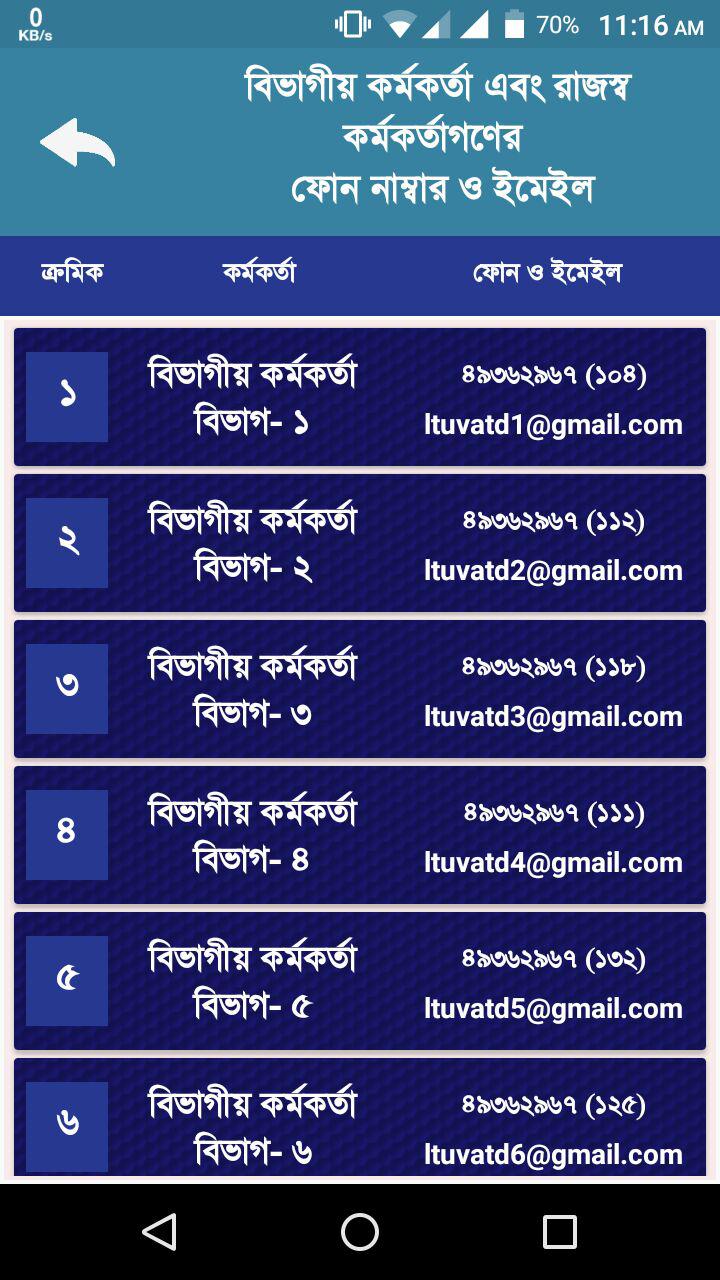 0
KB/s
70%
11:16 AM
বিভাগীয় কর্মকর্তা এবং রাজস্ব
কর্মকর্তাগণের
ফোন নাম্বার ও ইমেইল
ক্রমিক কর্মকর্তা ফোন ও ইমেইল
১
বিভাগীয় কর্মকর্তা
বিভাগ- ১
৪৯৩৬২৯৬৭ (১০৪)
ltuvatd1@gmail.com
২
বিভাগীয় কর্মকর্তা
বিভাগ- ২
৪৯৩৬২৯৬৭ (১১২)
ltuvatd2@gmail.com
৩
বিভাগীয় কর্মকর্তা
বিভাগ- ৩
৪৯৩৬২৯৬৭ (১১৮)
ltuvatd3@gmail.com
৪
বিভাগীয় কর্মকর্তা
বিভাগ- ৪
৪৯৩৬২৯৬৭ (১১১)
ltuvatd4@gmail.com
৫
বিভাগীয় কর্মকর্তা
বিভাগ- ৫
৪৯৩৬২৯৬৭ (১৩২)
ltuvatd5@gmail.com
৬
বিভাগীয় কর্মকর্তা
বিভাগ- ৬
৪৯৩৬২৯৬৭ (১২৫)
ltuvatd6@gmail.com